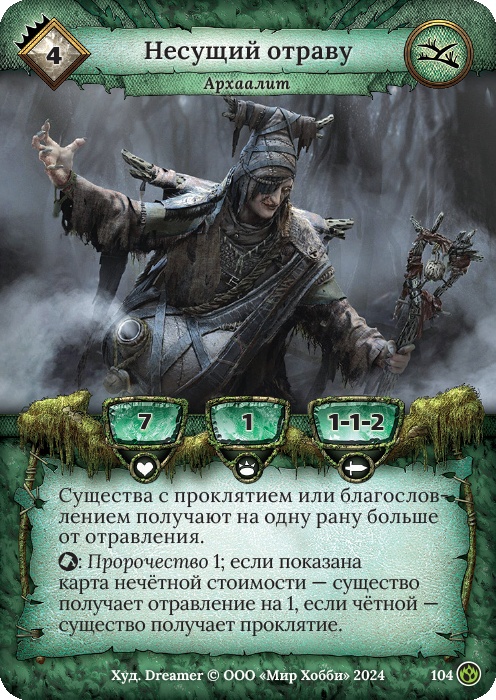 4
Несущий отраву
Архаалит
7
1
1-1-2
Существа с проклятием или благослов-
лением получают на одну рану больше
от отравления.
: Пророчество 1; если показана
карта нечётной стоимости — существо
получает отравление на 1, если чётной —
существо получает проклятие.
Худ. Dreamer © ООО «Мир Хобби» 2024
104